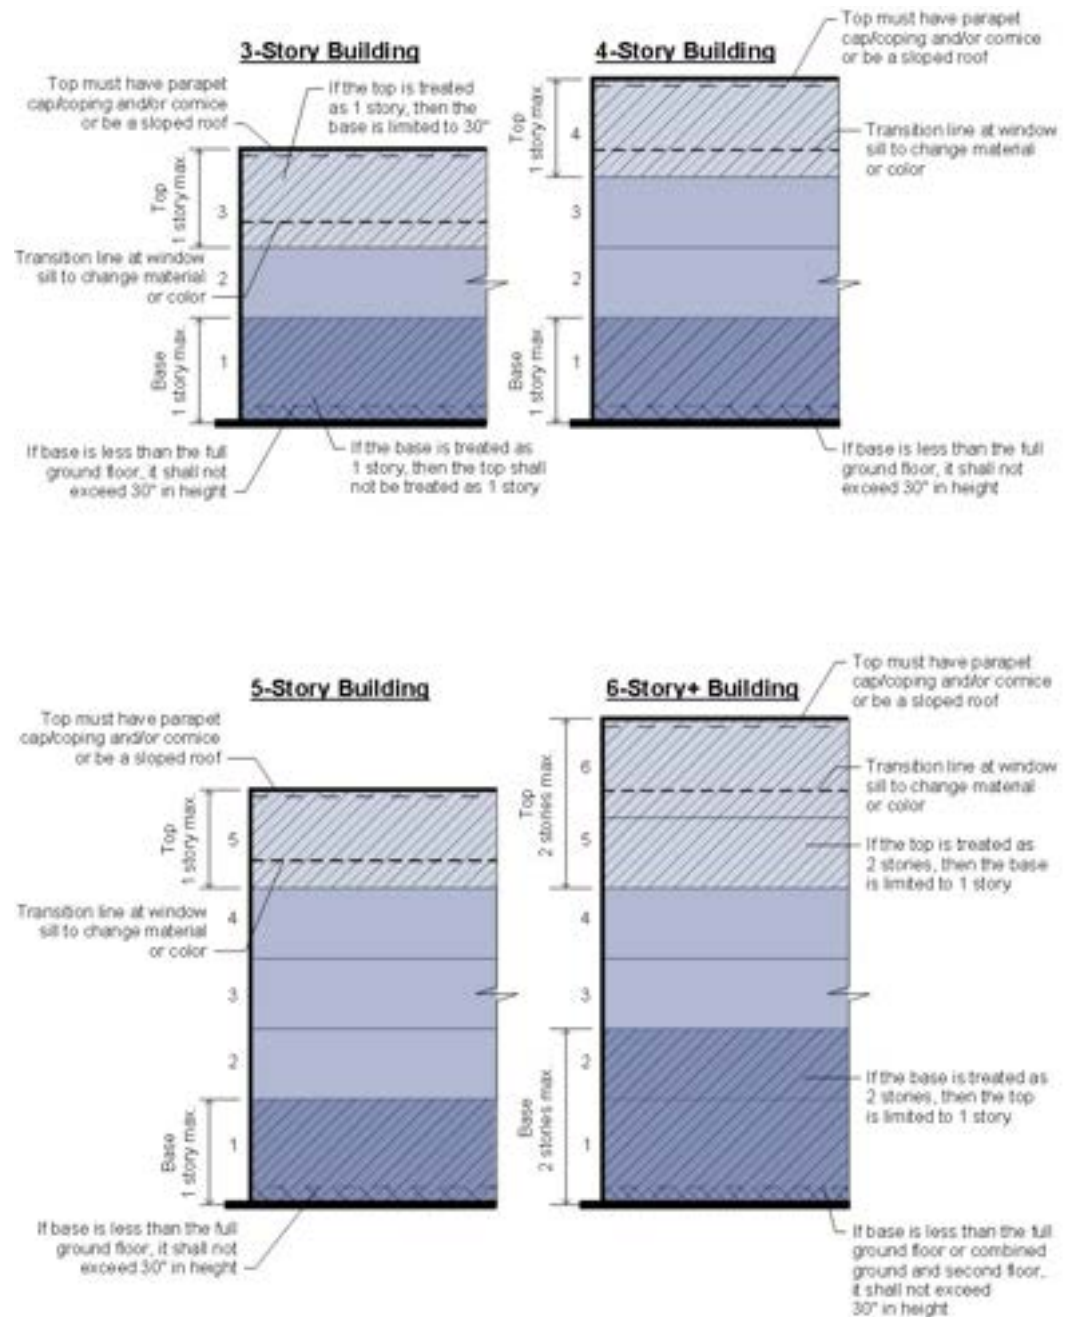 3-Story Building
Top must have parapet
cap/coping and/or cornice
or be a sloped roof
If the top is treated
as 1 story, then the
base is limited to 30"
Top
1 story max.
3
Transition line at window
sill to change material
or color
2
Base
1 story max.
1
If base is less than the full
ground floor, it shall not
exceed 30" in height
If the base is treated as
1 story, then the top shall
not be treated as 1 story
4-Story Building
Top must have parapet
cap/coping and/or cornice
or be a sloped roof
Top
1 story max.
4
Transition line at window
sill to change material
or color
3
2
Base
1 story max.
1
If base is less than the full
ground floor, it shall not
exceed 30" in height
5-Story Building
Top must have parapet
cap/coping and/or cornice
or be a sloped roof
Top
1 story max.
5
Transition line at window
sill to change material
or color
4
3
2
Base
1 story max.
1
If base is less than the full
ground floor, it shall not
exceed 30" in height
6-Story+ Building
Top must have parapet
cap/coping and/or cornice
or be a sloped roof
Top
2 stories max.
6
Transition line at window
sill to change material
or color
5
If the top is treated as
2 stories, then the base
is limited to 1 story
4
3
Base
2 stories max.
2
If the base is treated as
2 stories, then the top
is limited to 1 story
1
If base is less than the full
ground floor or combined
ground and second floor,
it shall not exceed
30" in height